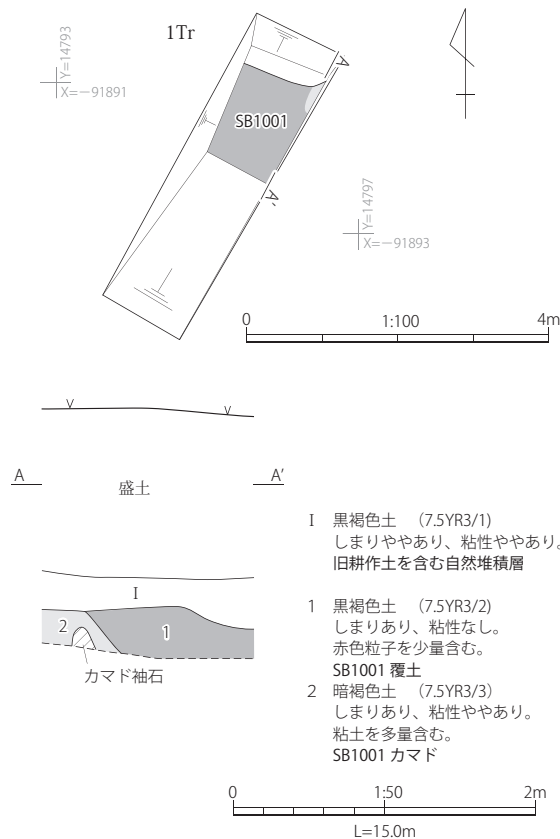 1Tr
Y=14793
X=−91891
A
SB1001
A'
Y=14797
X=−91893
0 1:100 4m
A A'
盛土
I
2 1
カマド袖石
I 黒褐色土 (7.5YR3/1)
しまりややあり、粘性ややあり。
旧耕作土を含む自然堆積層
1 黒褐色土 (7.5YR3/2)
しまりあり、粘性なし。
赤色粒子を少量含む。
SB1001 覆土
2 暗褐色土 (7.5YR3/3)
しまりあり、粘性ややあり。
粘土を多量含む。
SB1001 カマド
0 1:50 2m
L=15.0m